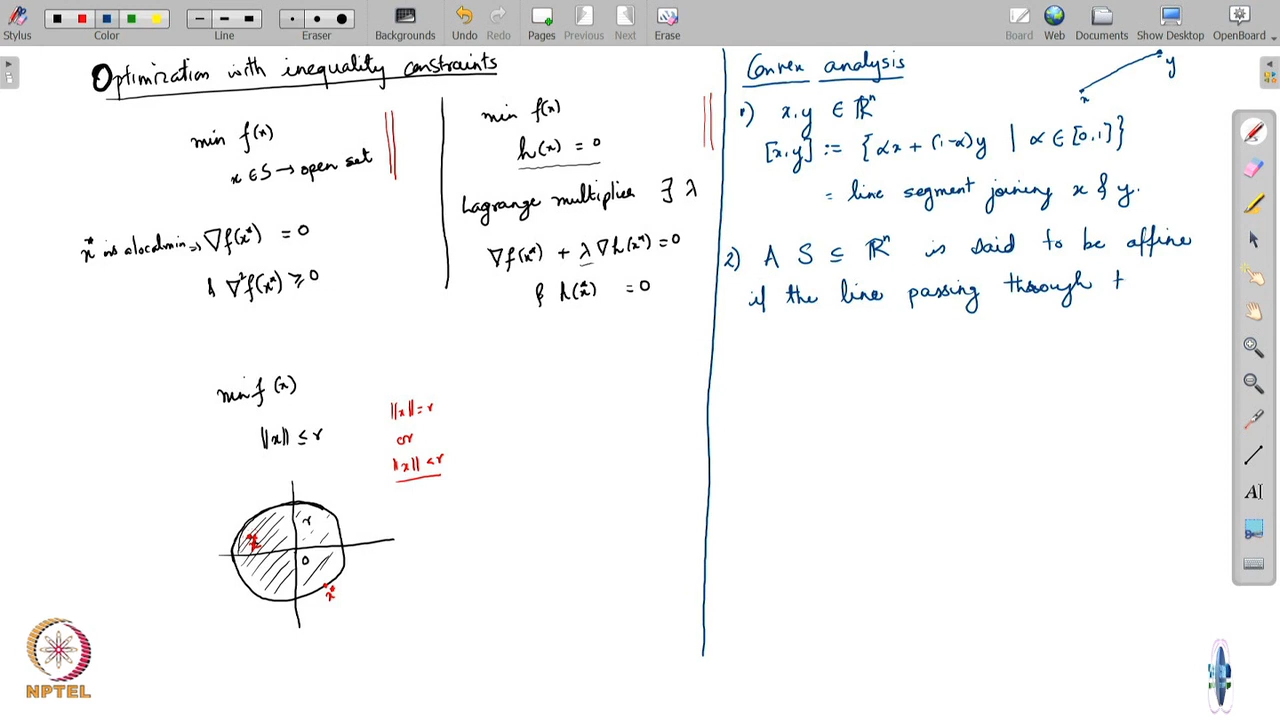 Stylus
Color
Line
Eraser
Backgrounds
Undo
Redo
Pages
Previous
Next
Erase
Board
Web
Documents
Show Desktop
OpenBoard
Optimization with inequality constraints
min f(x)
x ∈ S → open set
x* is a local min ⇒ ∇f(x*) = 0
& ∇²f(x*) ≥ 0
min f(x)
h(x) = 0
Lagrange multiplier ∃ λ
∇f(x*) + λ ∇h(x*) = 0
& h(x*) = 0
min f(x)
||x|| ≤ r
||x|| = r
or
||x|| < r
r
0
x*
Convex analysis
x
y
1) x, y ∈ ℝⁿ
[x, y] := {αx + (1-α)y | α ∈ [0,1]}
= line segment joining x & y.
2) A S ⊆ ℝⁿ is said to be affine
if the line passing through t
NPTEL